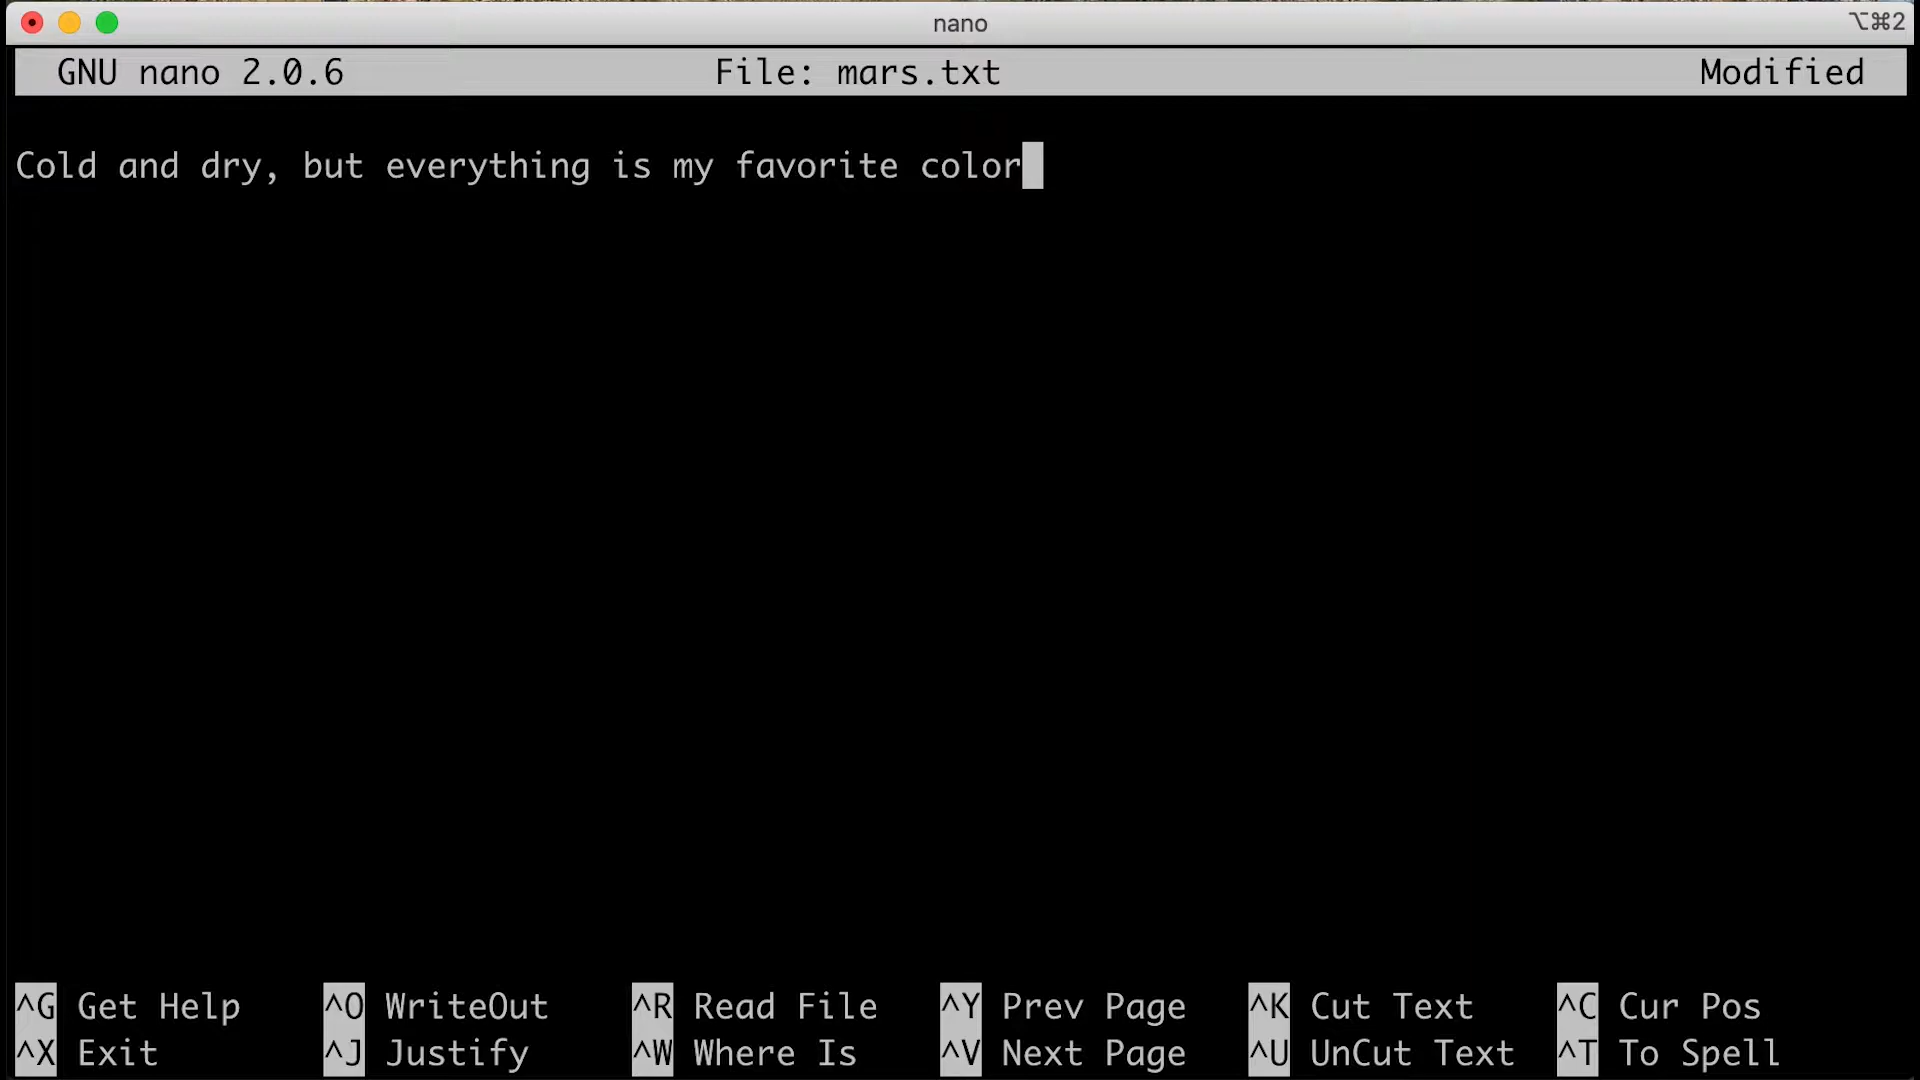 nano ⌥⌘2
GNU nano 2.0.6 File: mars.txt Modified
Cold and dry, but everything is my favorite color
^G Get Help ^O WriteOut ^R Read File ^Y Prev Page ^K Cut Text ^C Cur Pos
^X Exit ^J Justify ^W Where Is ^V Next Page ^U UnCut Text ^T To Spell